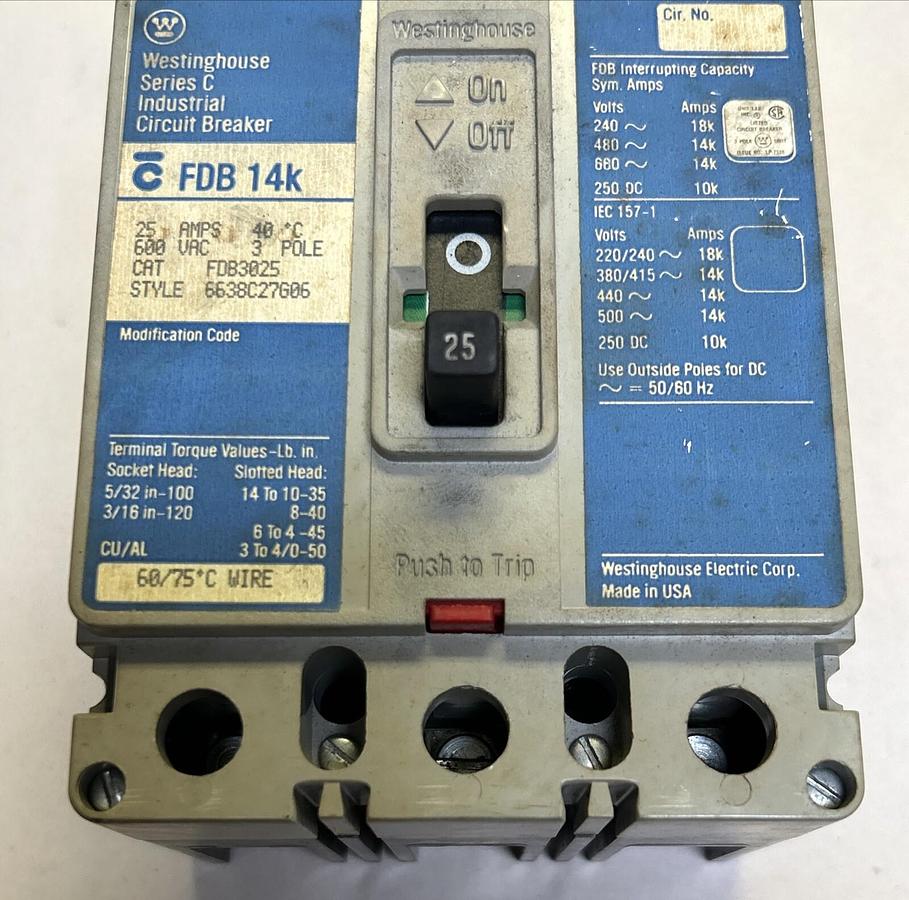 Westinghouse
Series C
Industrial
Circuit Breaker
FDB 14k
25 AMPS 40 °C
600 VAC 3 POLE
CAT FDB3025
STYLE 6638C27G06
Modification Code
Terminal Torque Values-Lb. in.
Socket Head: Slotted Head:
5/32 in-100 14 To 10-35
3/16 in-120 8-40
6 To 4 -45
CU/AL 3 To 4/0-50
60/75°C WIRE
Westinghouse
On
Off
25
Push to Trip
Cir. No.
FDB Interrupting Capacity
Sym. Amps
Volts Amps
240 ~ 18k
480 ~ 14k
600 ~ 14k
250 DC 10k
LISTED
CIRCUIT BREAKER
IEC 157-1
Volts Amps
220/240 ~ 18k
380/415 ~ 14k
440 ~ 14k
500 ~ 14k
250 DC 10k
Use Outside Poles for DC
~ = 50/60 Hz
Westinghouse Electric Corp.
Made in USA